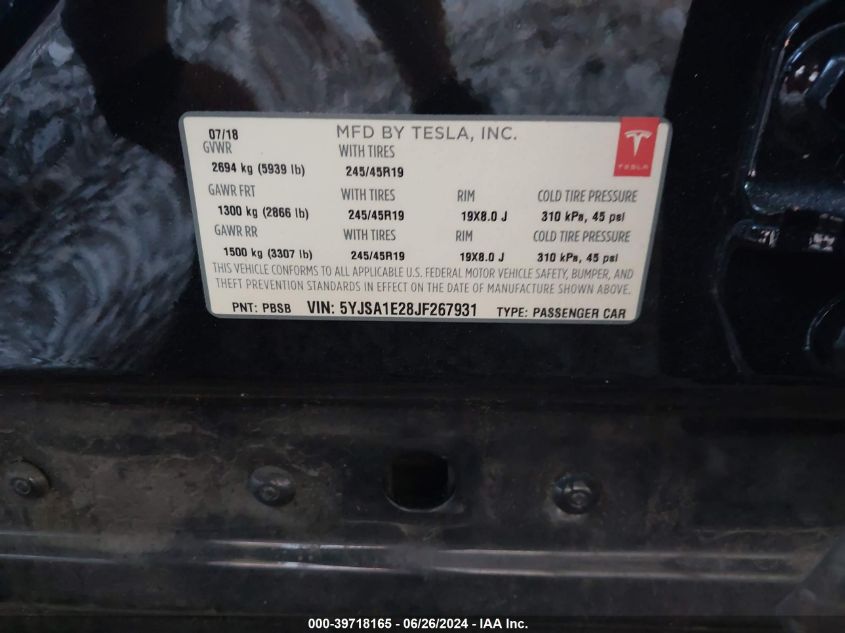 07/18 MFD BY TESLA, INC.
GVWR WITH TIRES
2694 kg (5939 lb) 245/45R19
TESLA
GAWR FRT WITH TIRES RIM COLD TIRE PRESSURE
1300 kg (2866 lb) 245/45R19 19X8.0 J 310 kPa, 45 psi
GAWR RR WITH TIRES RIM COLD TIRE PRESSURE
1500 kg (3307 lb) 245/45R19 19X8.0 J 310 kPa, 45 psi
THIS VEHICLE CONFORMS TO ALL APPLICABLE U.S. FEDERAL MOTOR VEHICLE SAFETY, BUMPER, AND
THEFT PREVENTION STANDARDS IN EFFECT ON THE DATE OF MANUFACTURE SHOWN ABOVE.
PNT: PBSB VIN: 5YJSA1E28JF267931 TYPE: PASSENGER CAR
000-39718165 - 06/26/2024 - IAA Inc.